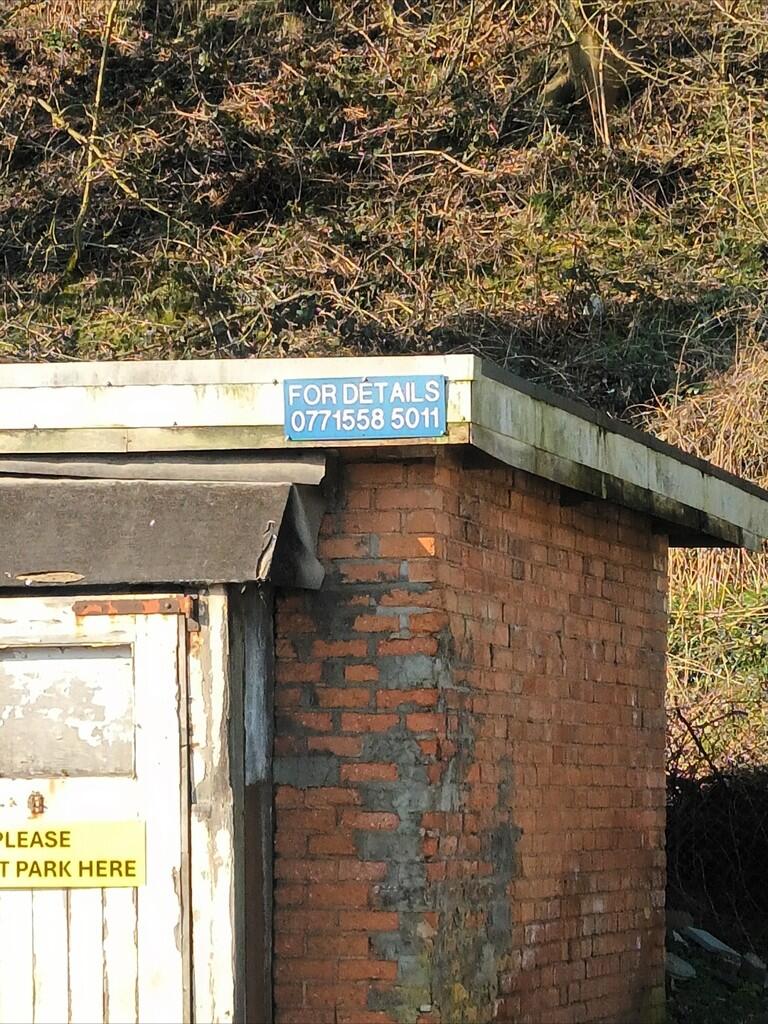 FOR DETAILS
0771558 5011
PLEASE
T PARK HERE